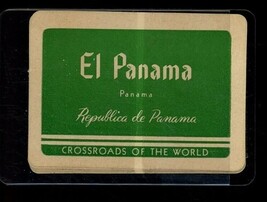 El Panama
Panama
Republica de Panama
CROSSROADS OF THE WORLD